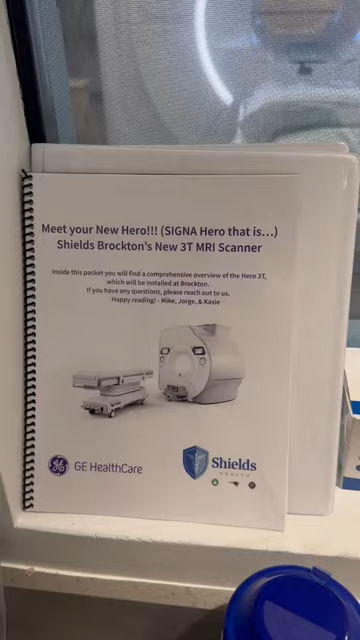 Meet your New Hero!!! (SIGNA Hero that is...)
Shields Brockton's New 3T MRI Scanner
Inside this packet you will find a comprehensive overview of the Hero 3T,
which will be installed at Brockton.
If you have any questions, please reach out to us.
Happy reading! - Mike, Jorge, & Kasie
GE HealthCare
Shields
HEALTH